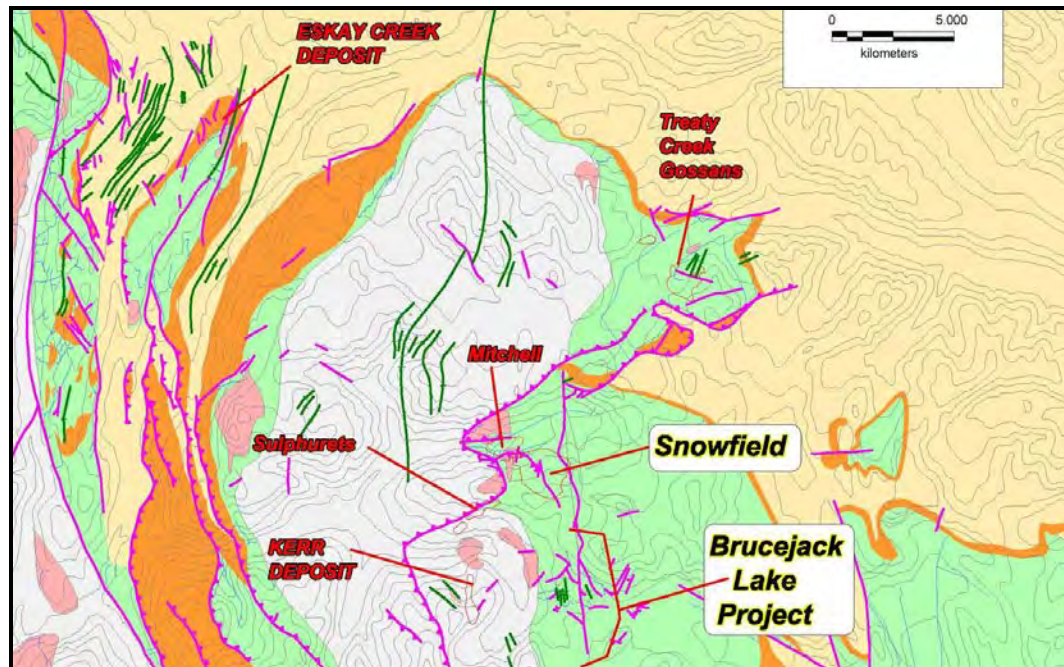 ESKAY CREEK
DEPOSIT
0 5.000
kilometers
Treaty
Creek
Gossans
Mitchell
Sulphurets
Snowfield
KERR
DEPOSIT
Brucejack
Lake
Project